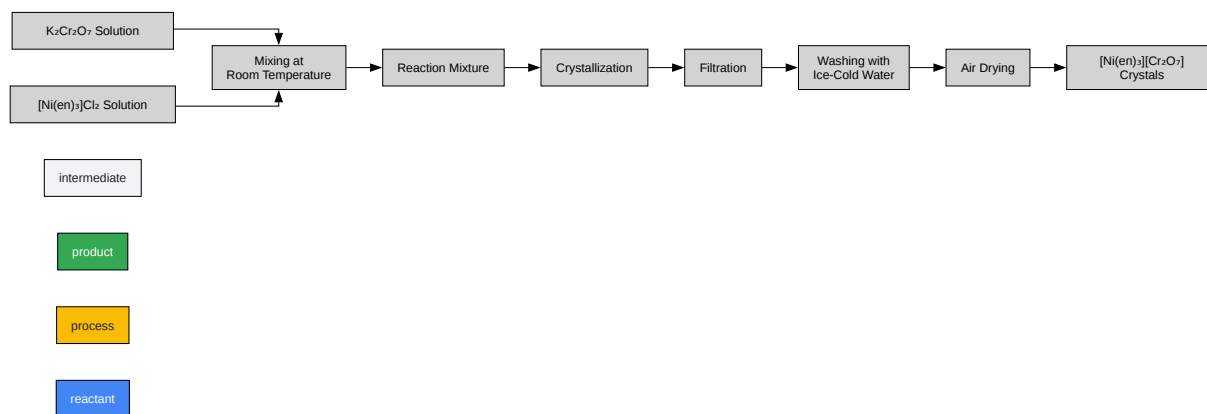 K₂Cr₂O₇ Solution
[Ni(en)₃]Cl₂ Solution
Mixing at
Room Temperature
Reaction Mixture
Crystallization
Filtration
Washing with
Ice-Cold Water
Air Drying
[Ni(en)₃][Cr₂O₇]
Crystals
intermediate
product
process
reactant